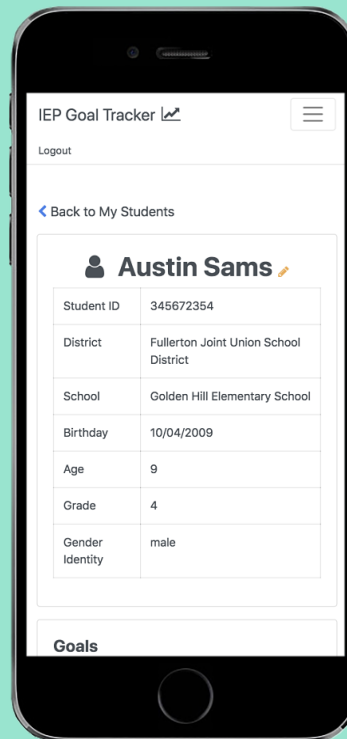 IEP Goal Tracker
Logout
Back to My Students
Austin Sams
Student ID 345672354
District Fullerton Joint Union School
District
School Golden Hill Elementary School
Birthday 10/04/2009
Age 9
Grade 4
Gender male
Identity
Goals